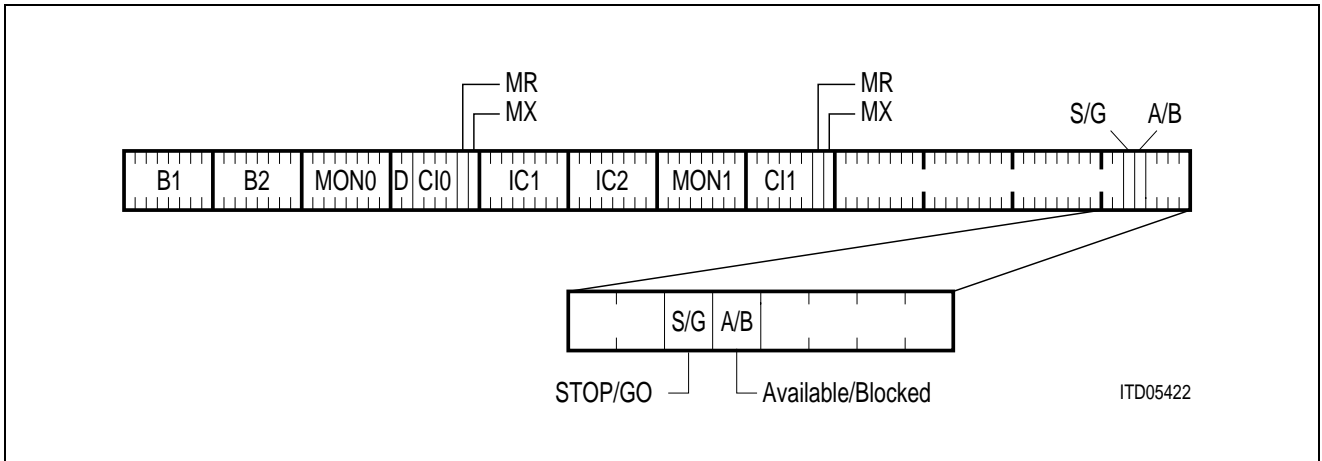 MR MR
MX MX
S/G A/B
B1 B2 MON0 D CI0 IC1 IC2 MON1 CI1
S/G A/B
STOP/GO Available/Blocked
ITD05422